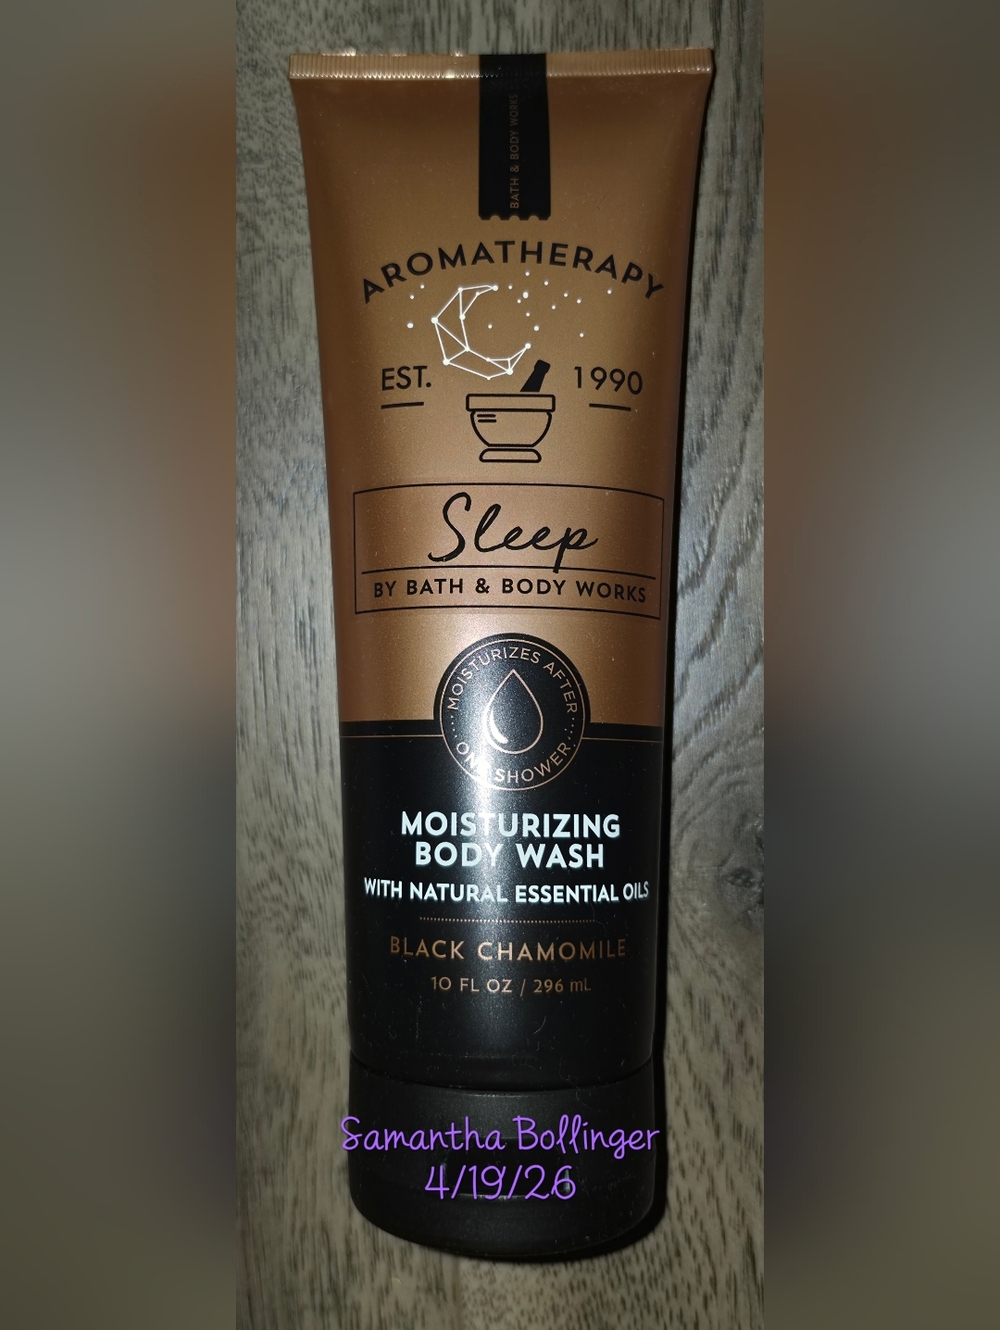 BATH & BODY WORKS
AROMATHERAPY
EST. 1990
Sleep
BY BATH & BODY WORKS
MOISTURIZES AFTER
ONE SHOWER
MOISTURIZING
BODY WASH
WITH NATURAL ESSENTIAL OILS
BLACK CHAMOMILE
10 FL OZ / 296 mL
Samantha Bollinger
4/19/26